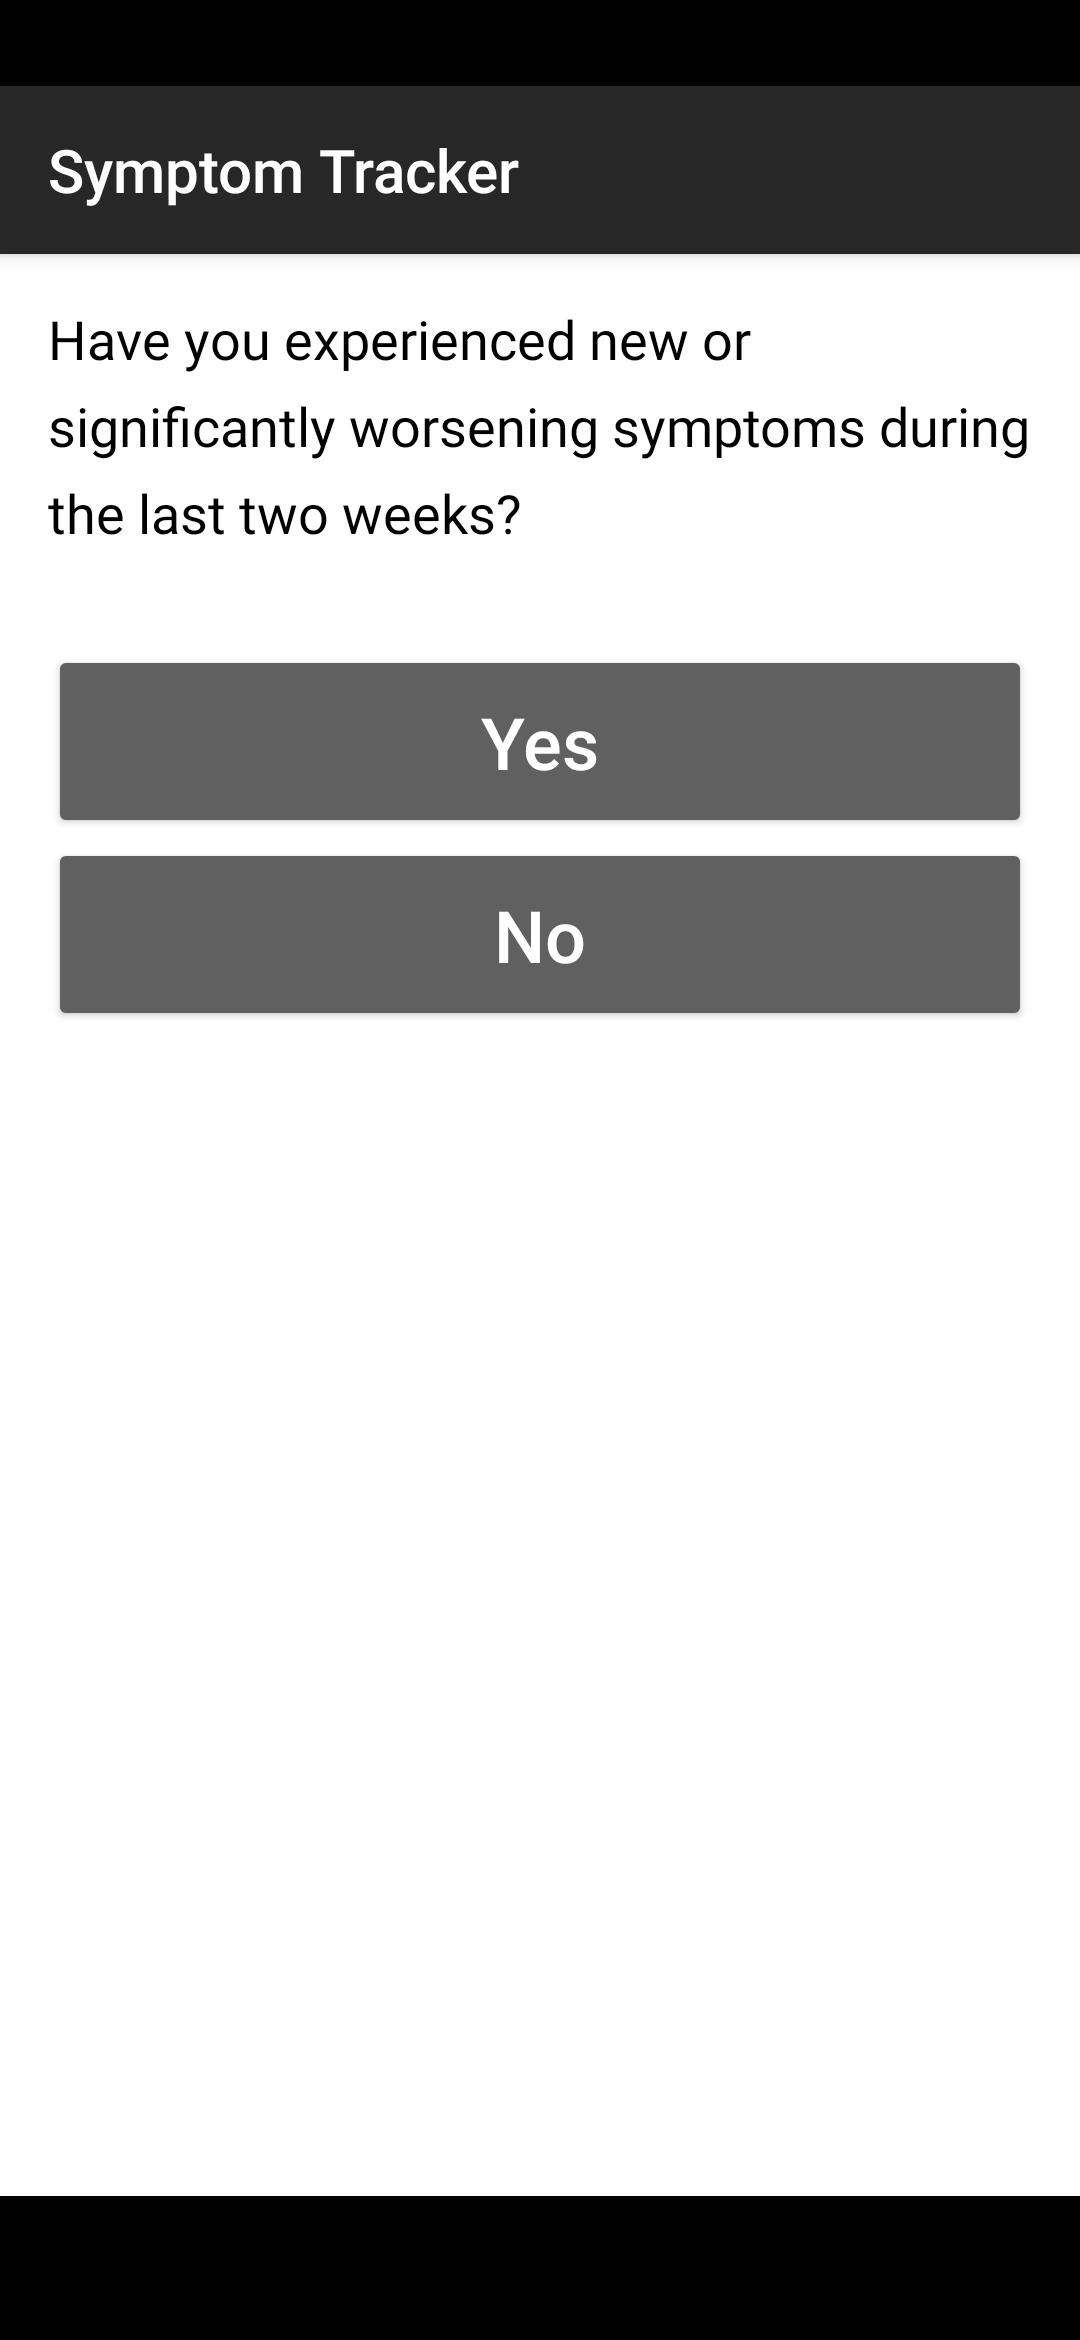 Symptom Tracker
Have you experienced new or
significantly worsening symptoms during
the last two weeks?
Yes
No